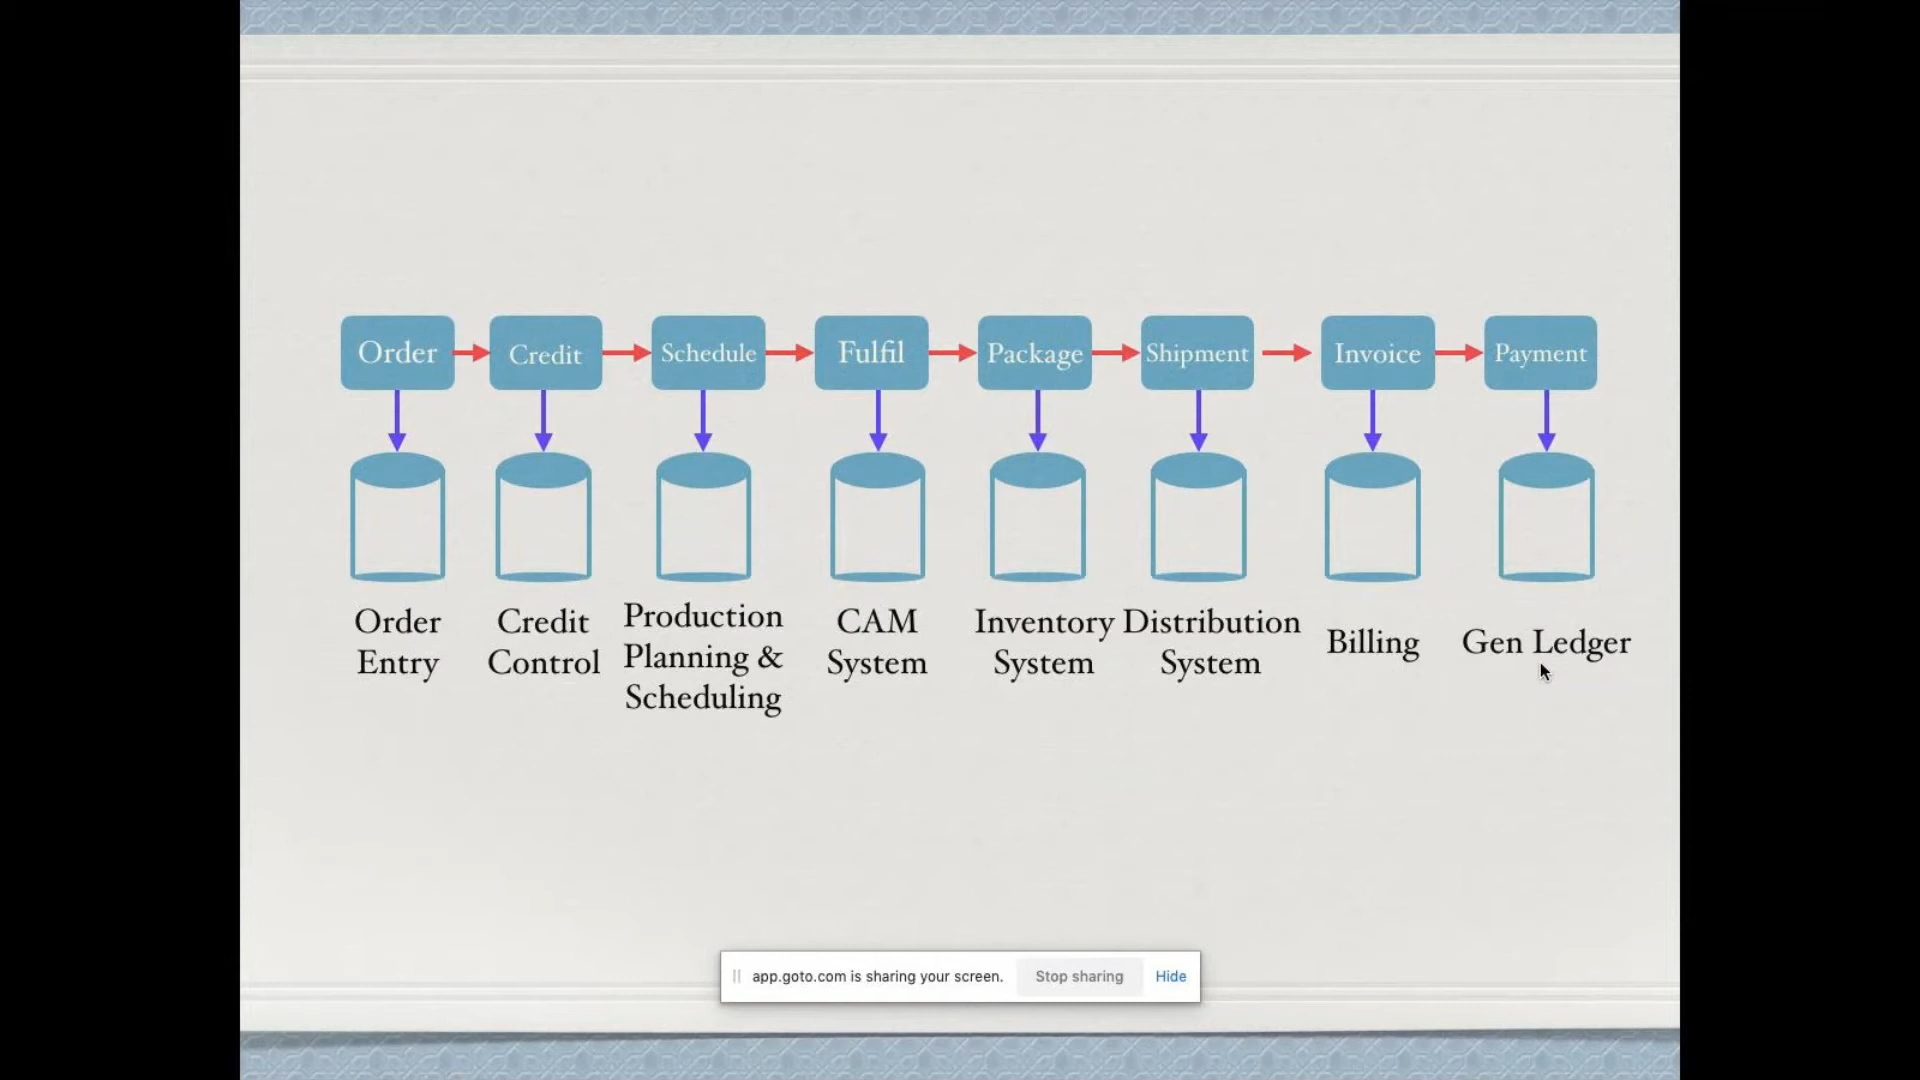 Order Credit Schedule Fulfil Package Shipment Invoice Payment
Order
Entry
Credit
Control
Production
Planning &
Scheduling
CAM
System
Inventory
System
Distribution
System
Billing
Gen Ledger
app.goto.com is sharing your screen. Stop sharing Hide